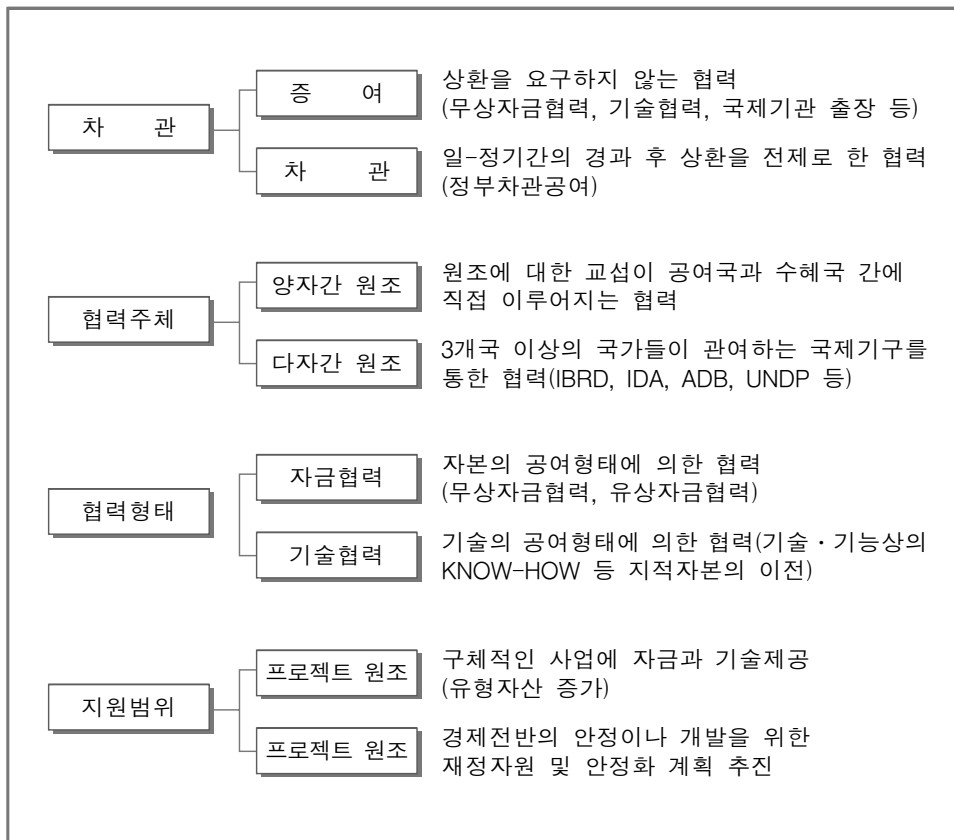 차 관
증 여
상환을 요구하지 않는 협력
(무상자금협력, 기술협력, 국제기관 출장 등)
차 관
일-정기간의 경과 후 상환을 전제로 한 협력
(정부차관공여)
협력주체
양자간 원조
원조에 대한 교섭이 공여국과 수혜국 간에
직접 이루어지는 협력
다자간 원조
3개국 이상의 국가들이 관여하는 국제기구를
통한 협력(IBRD, IDA, ADB, UNDP 등)
협력형태
자금협력
자본의 공여형태에 의한 협력
(무상자금협력, 유상자금협력)
기술협력
기술의 공여형태에 의한 협력(기술·기능상의
KNOW-HOW 등 지적자본의 이전)
지원범위
프로젝트 원조
구체적인 사업에 자금과 기술제공
(유형자산 증가)
프로젝트 원조
경제전반의 안정이나 개발을 위한
재정자원 및 안정화 계획 추진